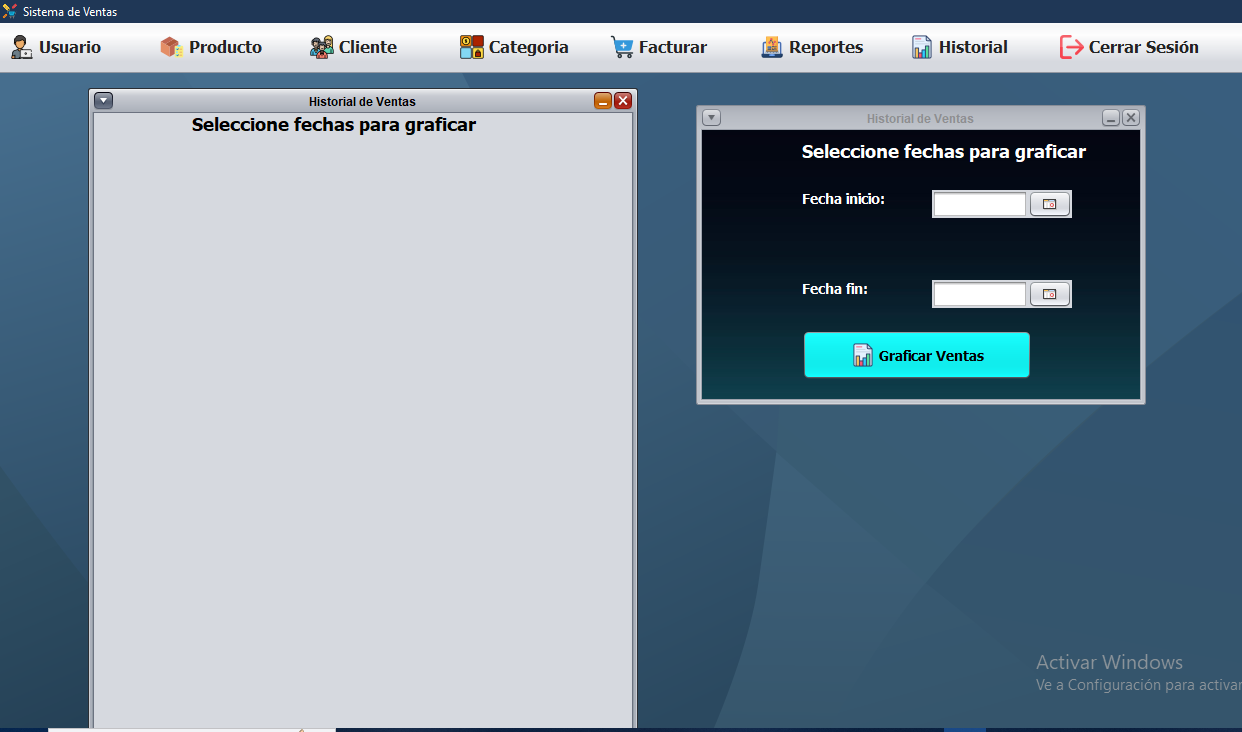 Sistema de Ventas
Usuario
Producto
Cliente
Categoria
Facturar
Reportes
Historial
Cerrar Sesión
Historial de Ventas
Seleccione fechas para graficar
Historial de Ventas
Seleccione fechas para graficar
Fecha inicio:
Fecha fin:
Graficar Ventas
Activar Windows
Ve a Configuración para activar